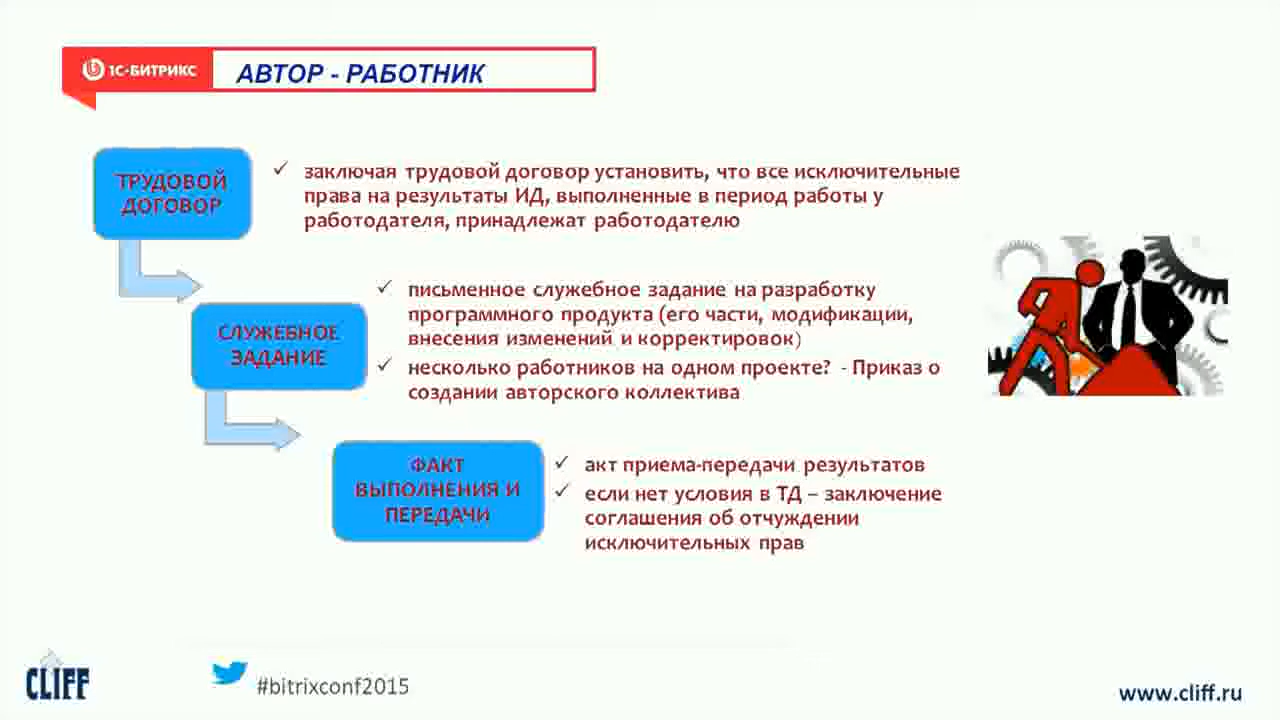 1С-БИТРИКС
АВТОР - РАБОТНИК
ТРУДОВОЙ
ДОГОВОР
✓ заключая трудовой договор установить, что все исключительные
права на результаты ИД, выполненные в период работы у
работодателя, принадлежат работодателю
СЛУЖЕБНОЕ
ЗАДАНИЕ
✓ письменное служебное задание на разработку
программного продукта (его части, модификации,
внесения изменений и корректировок)
✓ несколько работников на одном проекте? - Приказ о
создании авторского коллектива
ФАКТ
ВЫПОЛНЕНИЯ И
ПЕРЕДАЧИ
✓ акт приема-передачи результатов
✓ если нет условия в ТД – заключение
соглашения об отчуждении
исключительных прав
CLIFF
#bitrixconf2015
www.cliff.ru